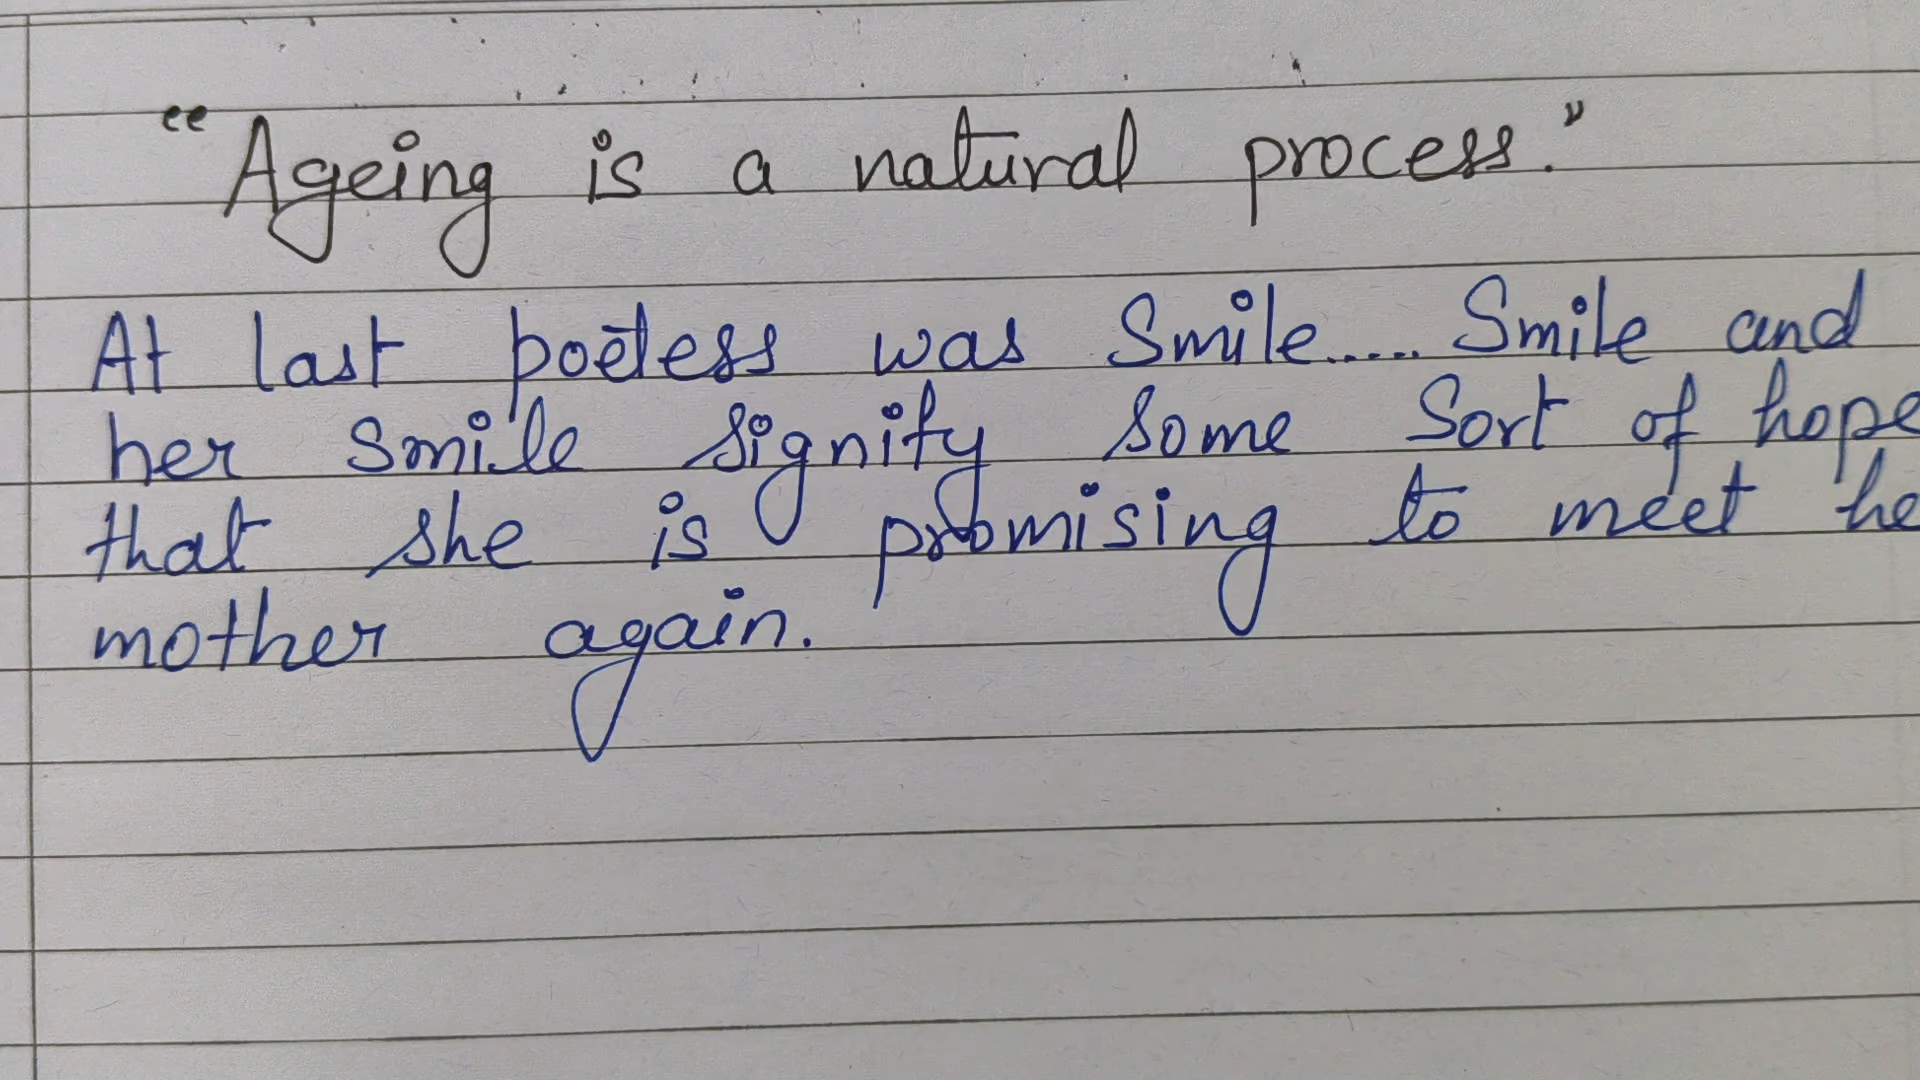 "Ageing is a natural process."
At last poetess was Smile..... Smile and
her smile signify some Sort of hope
that she is promising to meet he
mother again.